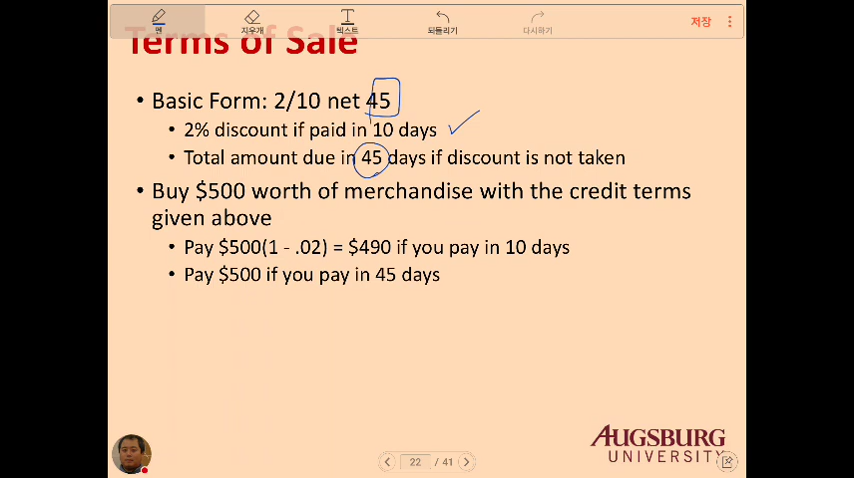 펜
지우개
텍스트
되돌리기
다시하기
저장
Terms of Sale
• Basic Form: 2/10 net 45
• 2% discount if paid in 10 days
• Total amount due in 45 days if discount is not taken
• Buy $500 worth of merchandise with the credit terms
given above
• Pay $500(1 - .02) = $490 if you pay in 10 days
• Pay $500 if you pay in 45 days
AUGSBURG
UNIVERSITY
22 / 41